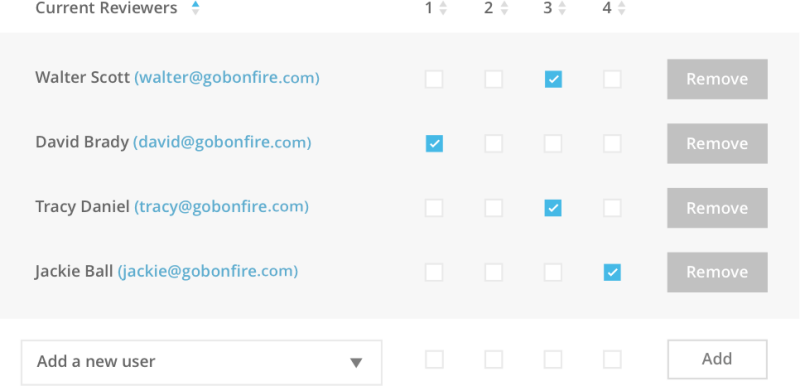 Current Reviewers 1 2 3 4
Walter Scott (walter@gobonfire.com) Remove
David Brady (david@gobonfire.com) Remove
Tracy Daniel (tracy@gobonfire.com) Remove
Jackie Ball (jackie@gobonfire.com) Remove
Add a new user Add